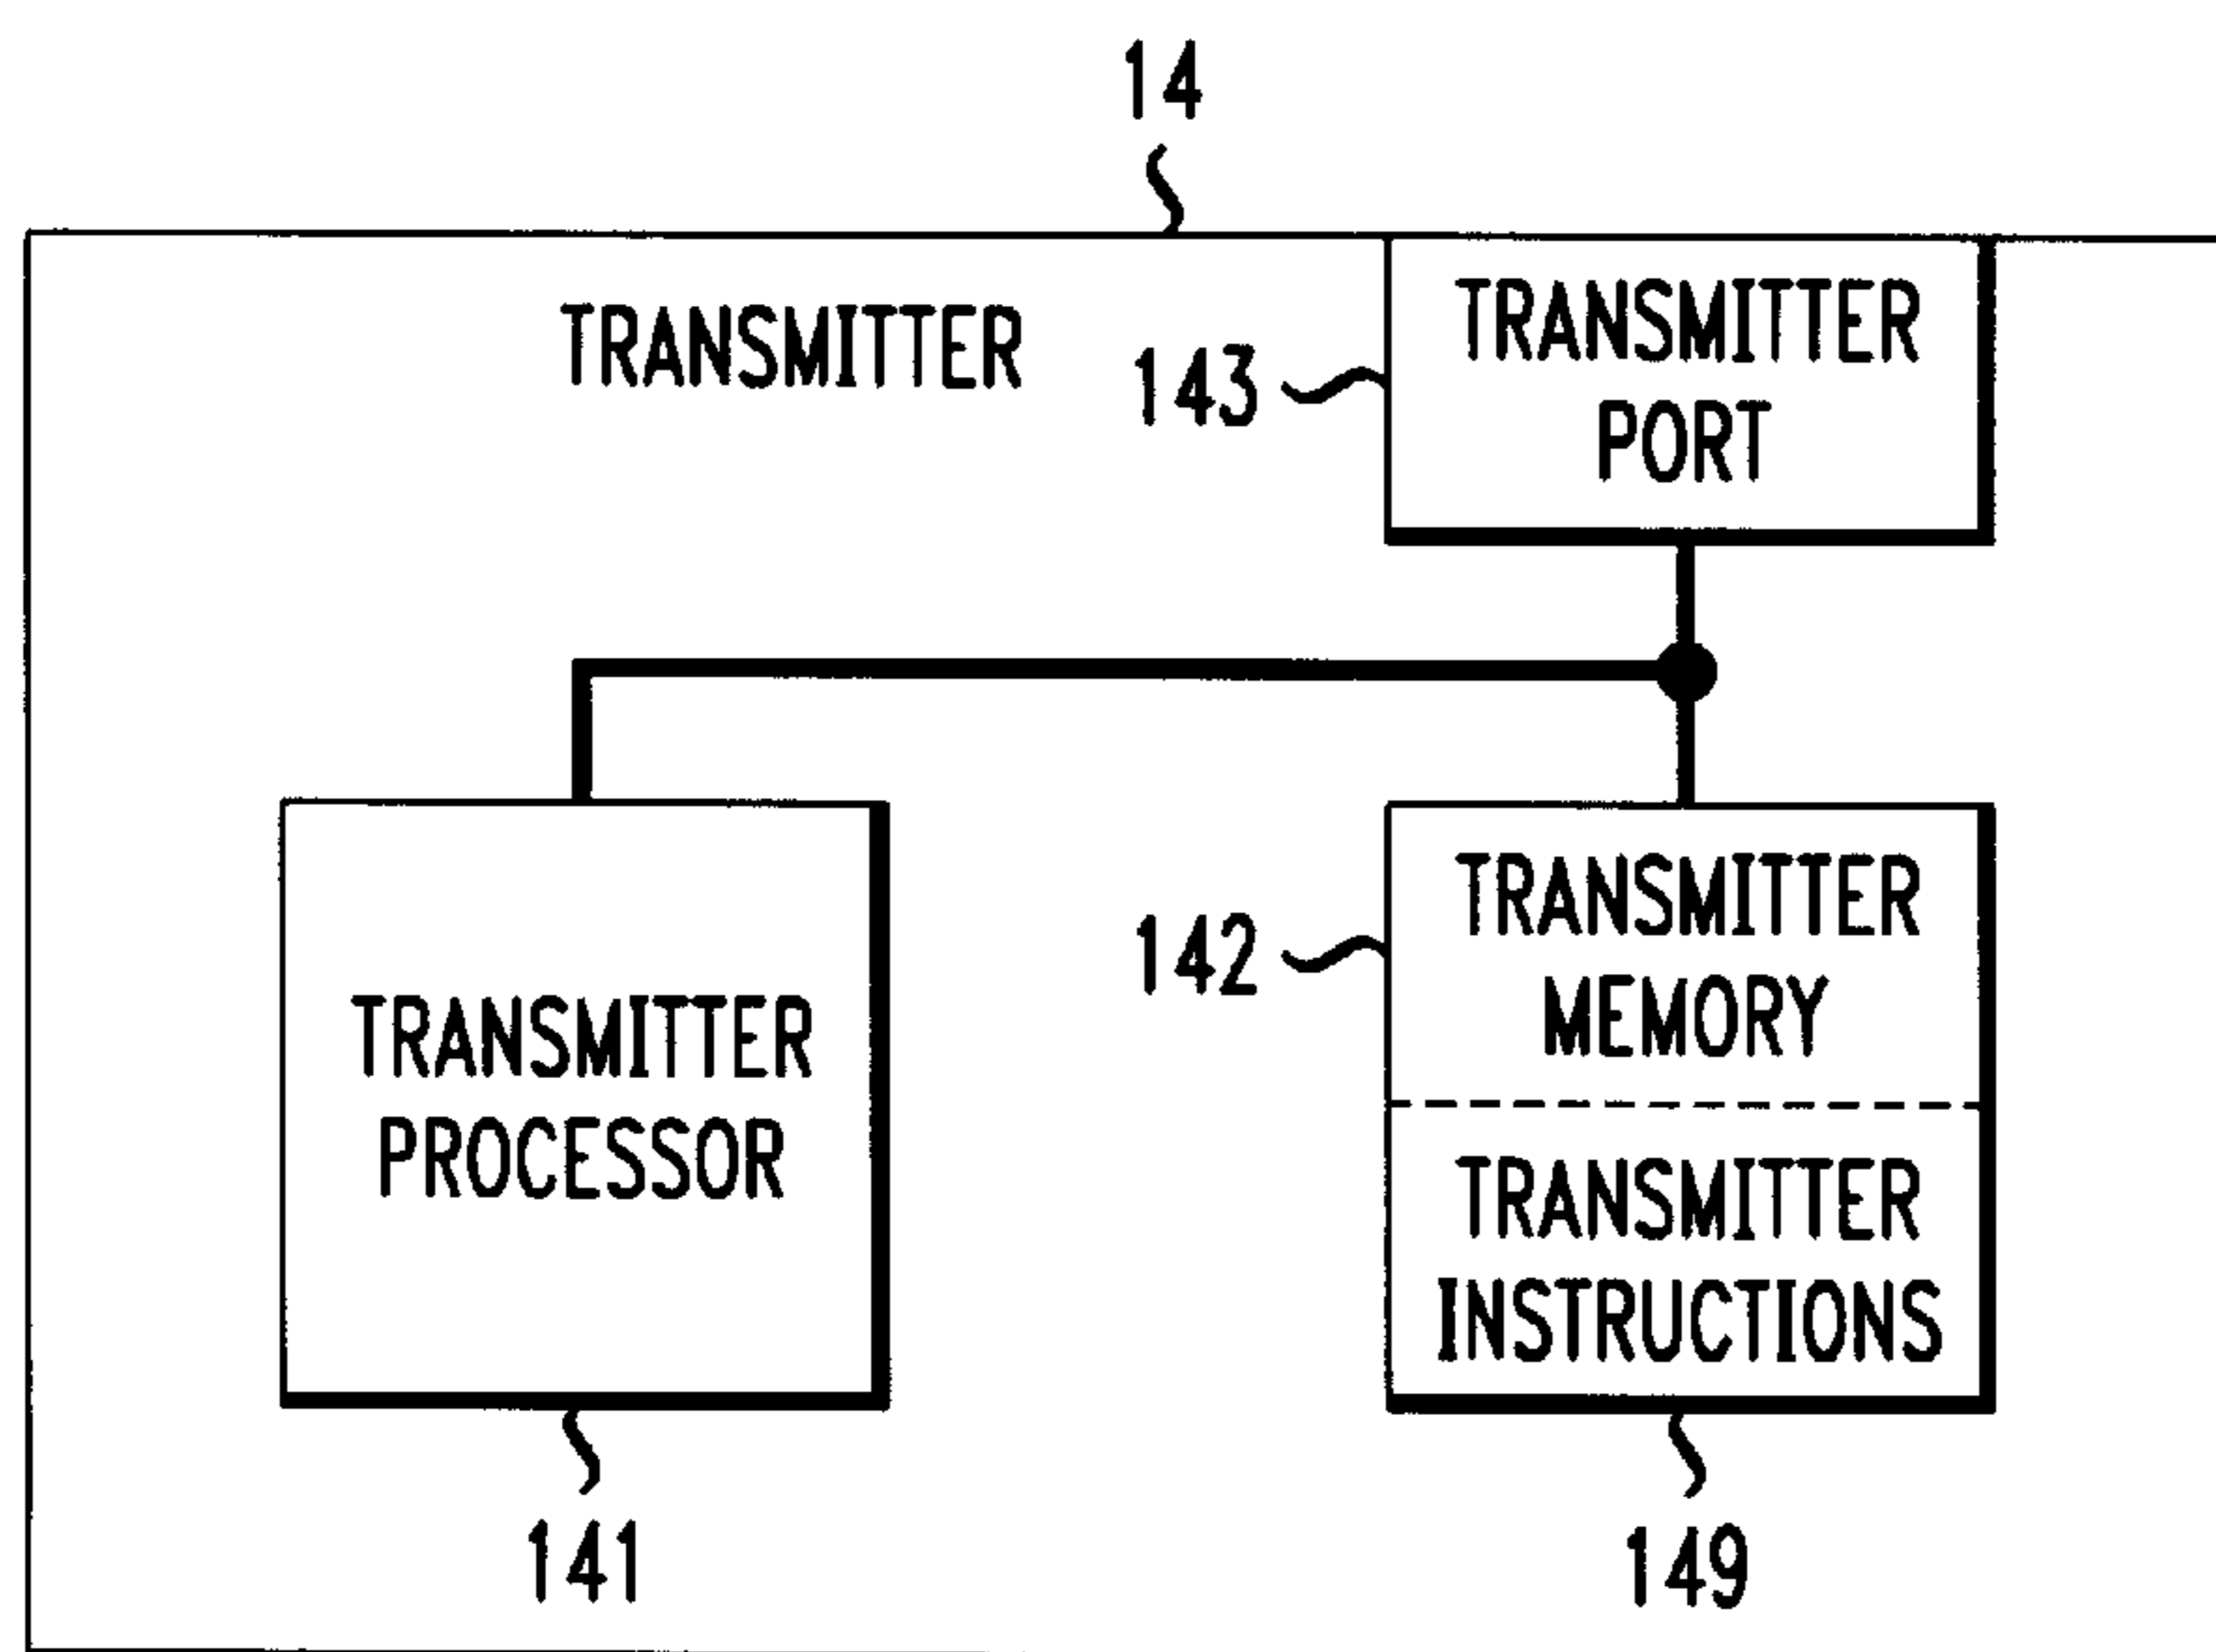 14
TRANSMITTER
143
TRANSMITTER
PORT
142
TRANSMITTER
MEMORY
TRANSMITTER
INSTRUCTIONS
TRANSMITTER
PROCESSOR
141
149